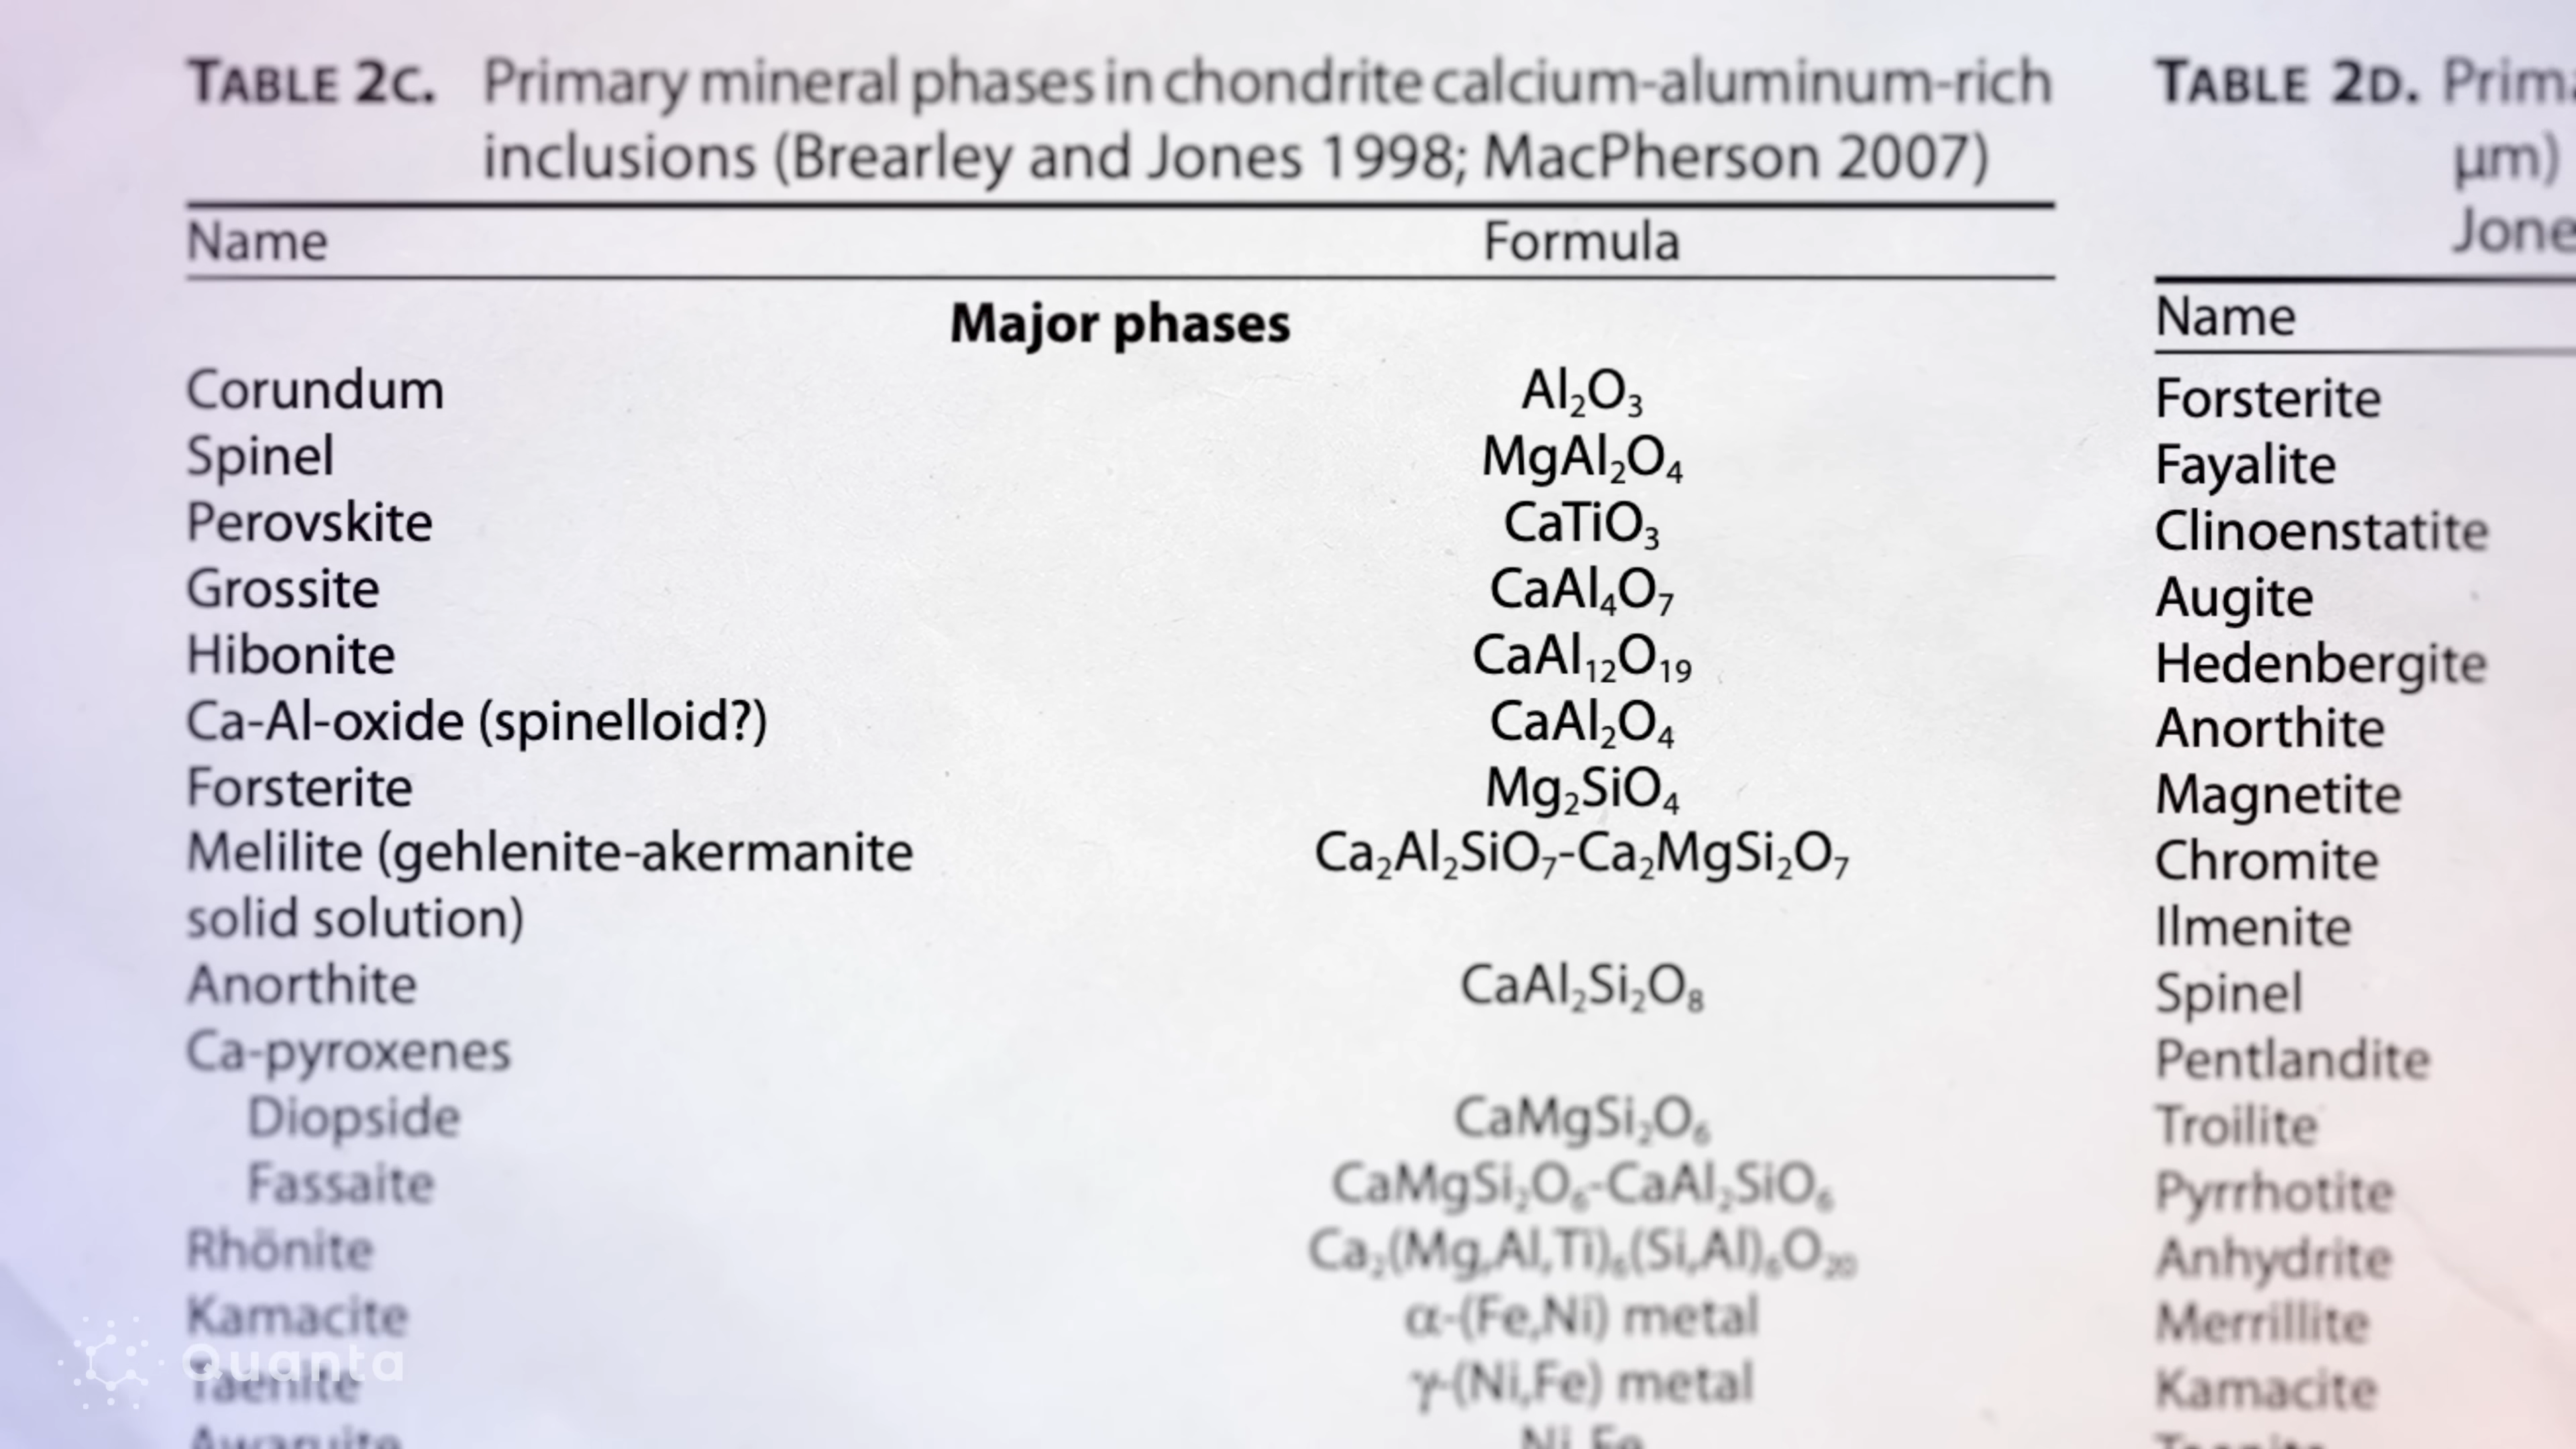 TABLE 2C. Primary mineral phases in chondrite calcium-aluminum-rich
inclusions (Brearley and Jones 1998; MacPherson 2007)
Name Formula
Major phases
Corundum Al₂O₃
Spinel MgAl₂O₄
Perovskite CaTiO₃
Grossite CaAl₄O₇
Hibonite CaAl₁₂O₁₉
Ca-Al-oxide (spinelloid?) CaAl₂O₄
Forsterite Mg₂SiO₄
Melilite (gehlenite-akermanite Ca₂Al₂SiO₇-Ca₂MgSi₂O₇
solid solution)
Anorthite CaAl₂Si₂O₈
Ca-pyroxenes
Diopside CaMgSi₂O₆
Fassaite CaMgSi₂O₆-CaAl₂SiO₆
Rhönite Ca₂(Mg,Al,Ti)₆(Si,Al)₆O₂₀
Kamacite α-(Fe,Ni) metal
Taenite γ-(Ni,Fe) metal
Awaruite
TABLE 2D. Prim
μm)
Jone
Name
Forsterite
Fayalite
Clinoenstatite
Augite
Hedenbergite
Anorthite
Magnetite
Chromite
Ilmenite
Spinel
Pentlandite
Troilite
Pyrrhotite
Anhydrite
Merrillite
Kamacite
Quanta